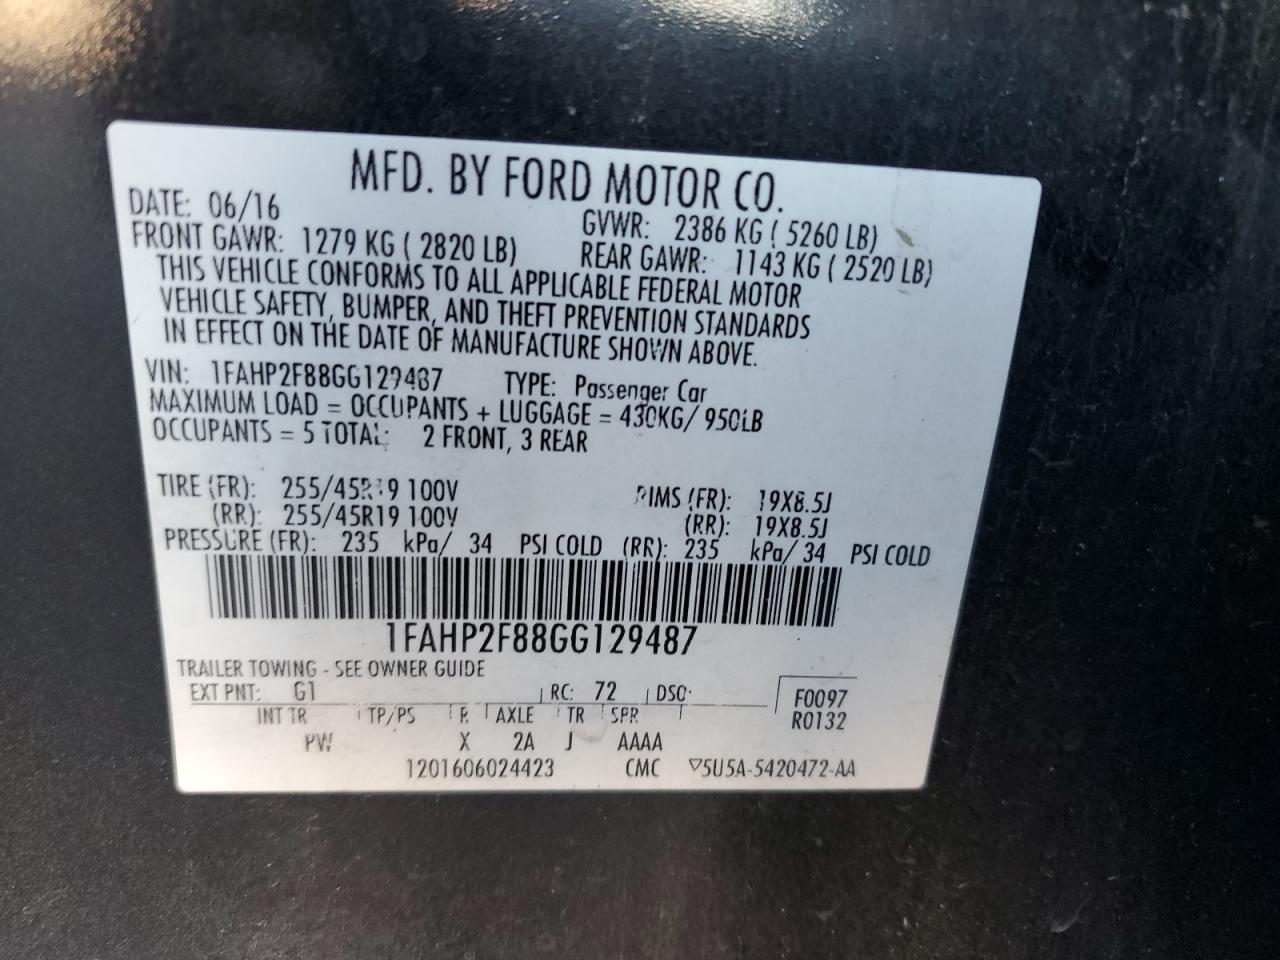 MFD. BY FORD MOTOR CO.
DATE: 06/16 GVWR: 2386 KG ( 5260 LB)
FRONT GAWR: 1279 KG ( 2820 LB) REAR GAWR: 1143 KG ( 2520 LB)
THIS VEHICLE CONFORMS TO ALL APPLICABLE FEDERAL MOTOR
VEHICLE SAFETY, BUMPER, AND THEFT PREVENTION STANDARDS
IN EFFECT ON THE DATE OF MANUFACTURE SHOWN ABOVE.
VIN: 1FAHP2F88GG129487 TYPE: Passenger Car
MAXIMUM LOAD = OCCUPANTS + LUGGAGE = 430KG/ 950LB
OCCUPANTS = 5 TOTAL: 2 FRONT, 3 REAR
TIRE (FR): 255/45R19 100V RIMS (FR): 19X8.5J
(RR): 255/45R19 100V (RR): 19X8.5J
PRESSURE (FR): 235 kPa/ 34 PSI COLD (RR): 235 kPa/ 34 PSI COLD
1FAHP2F88GG129487
TRAILER TOWING - SEE OWNER GUIDE
EXT PNT: G1 RC: 72 DSO: F0097
INT TR TP/PS R AXLE TR SPR R0132
PW X 2A J AAAA
1201606024423 CMC ▽5U5A-5420472-AA